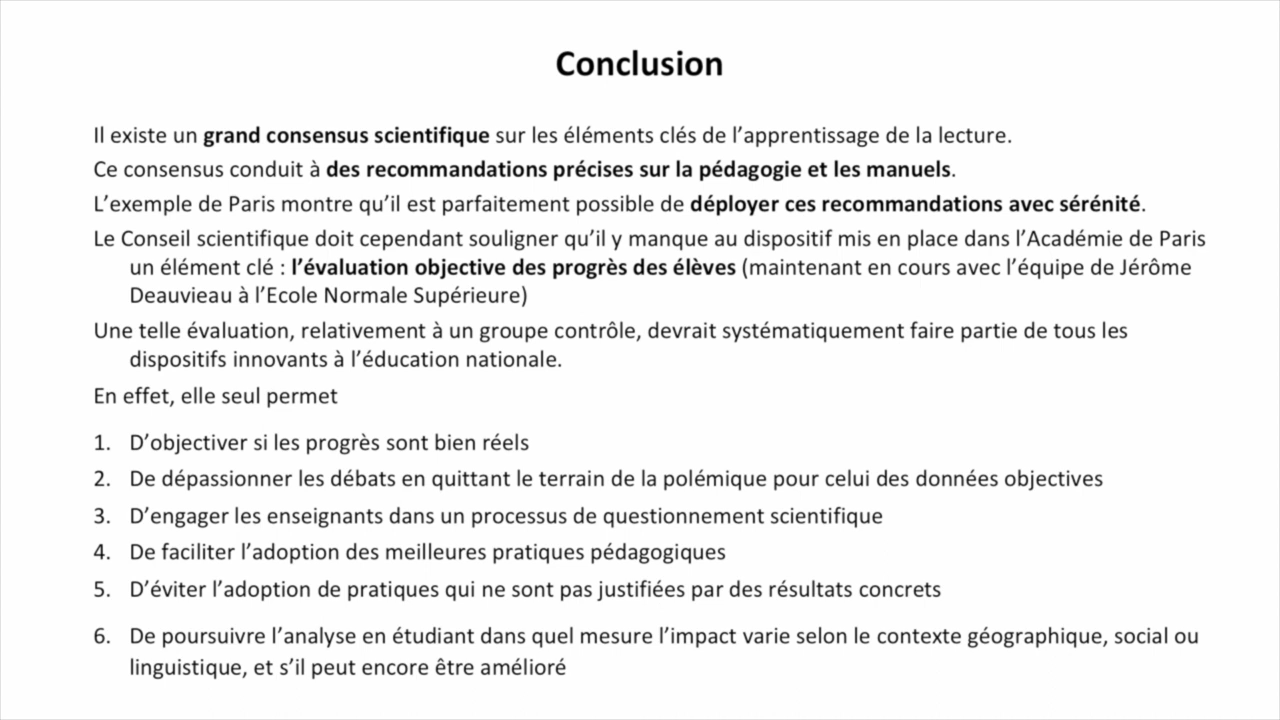 Conclusion
Il existe un grand consensus scientifique sur les éléments clés de l’apprentissage de la lecture.
Ce consensus conduit à des recommandations précises sur la pédagogie et les manuels.
L’exemple de Paris montre qu’il est parfaitement possible de déployer ces recommandations avec sérénité.
Le Conseil scientifique doit cependant souligner qu’il y manque au dispositif mis en place dans l’Académie de Paris
un élément clé : l’évaluation objective des progrès des élèves (maintenant en cours avec l’équipe de Jérôme
Deauvieau à l’Ecole Normale Supérieure)
Une telle évaluation, relativement à un groupe contrôle, devrait systématiquement faire partie de tous les
dispositifs innovants à l’éducation nationale.
En effet, elle seul permet
1. D’objectiver si les progrès sont bien réels
2. De dépassionner les débats en quittant le terrain de la polémique pour celui des données objectives
3. D’engager les enseignants dans un processus de questionnement scientifique
4. De faciliter l’adoption des meilleures pratiques pédagogiques
5. D’éviter l’adoption de pratiques qui ne sont pas justifiées par des résultats concrets
6. De poursuivre l’analyse en étudiant dans quel mesure l’impact varie selon le contexte géographique, social ou
linguistique, et s’il peut encore être amélioré